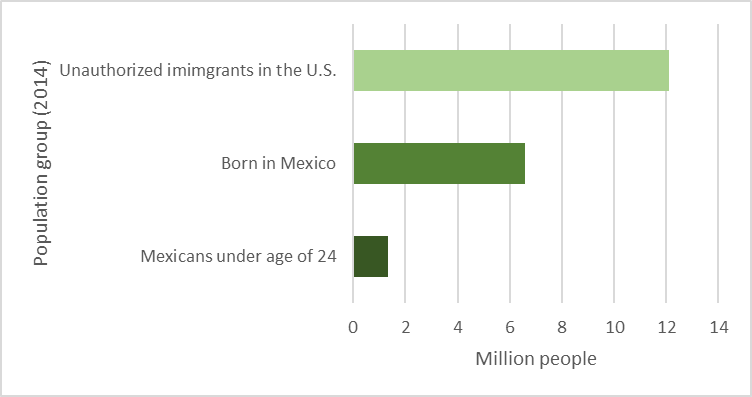 Population group (2014)
Unauthorized imimgrants in the U.S.
Born in Mexico
Mexicans under age of 24
0 2 4 6 8 10 12 14
Million people